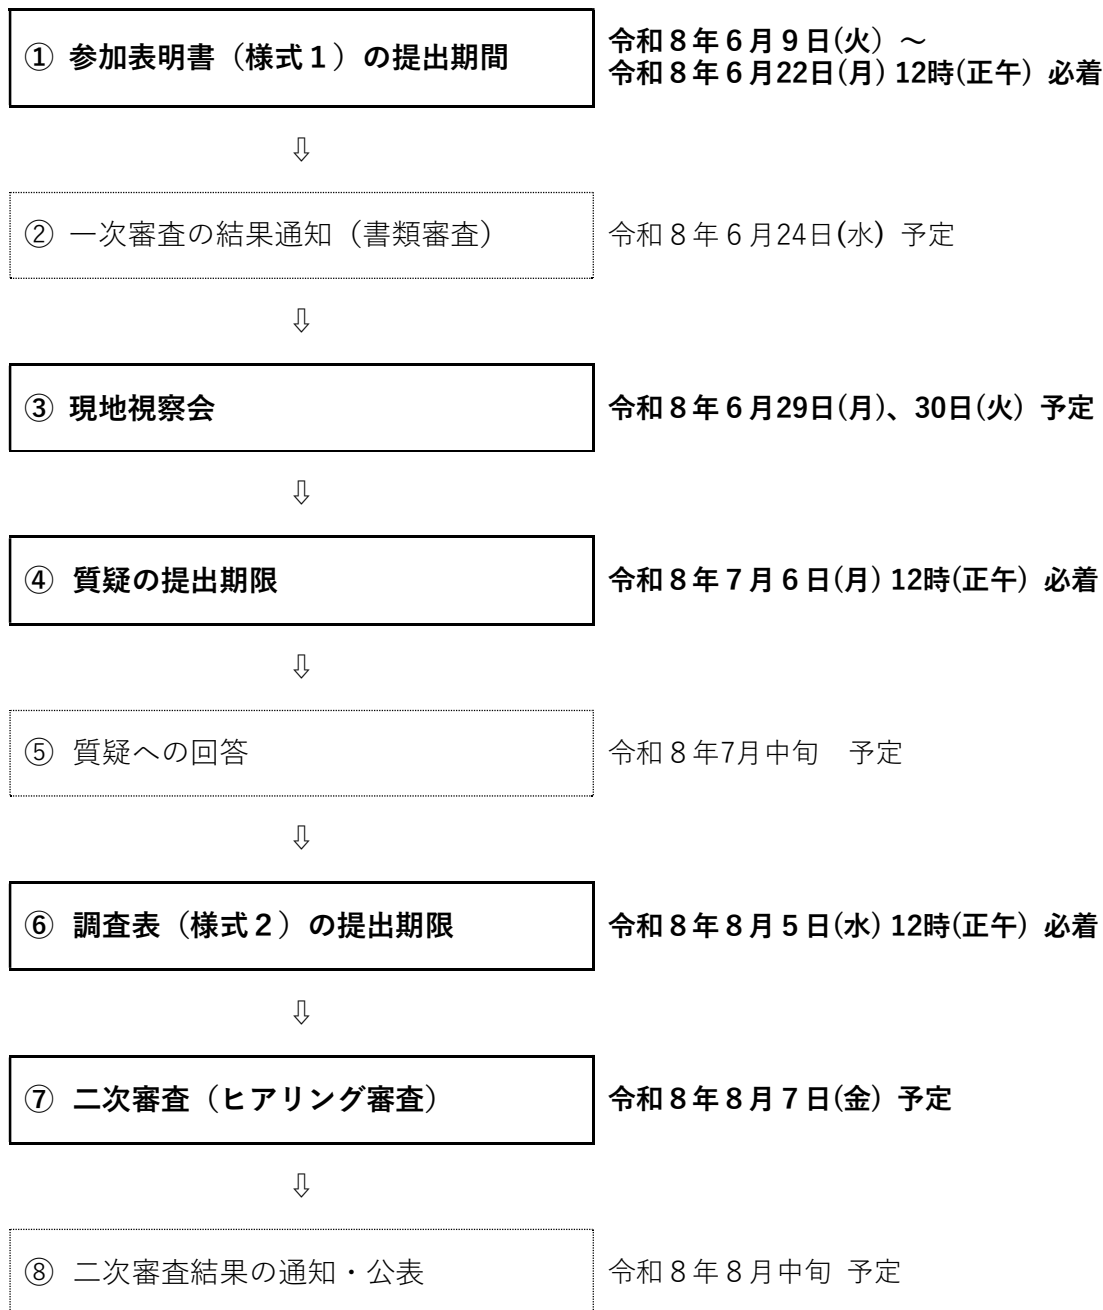 ① 参加表明書（様式１）の提出期間
令和８年６月９日(火) ～
令和８年６月22日(月) 12時(正午) 必着
⇩
② 一次審査の結果通知（書類審査）
令和８年６月24日(水) 予定
⇩
③ 現地視察会
令和８年６月29日(月)、30日(火) 予定
⇩
④ 質疑の提出期限
令和８年７月６日(月) 12時(正午) 必着
⇩
⑤ 質疑への回答
令和８年7月中旬　予定
⇩
⑥ 調査表（様式２）の提出期限
令和８年８月５日(水) 12時(正午) 必着
⇩
⑦ 二次審査（ヒアリング審査）
令和８年８月７日(金) 予定
⇩
⑧ 二次審査結果の通知・公表
令和８年８月中旬 予定